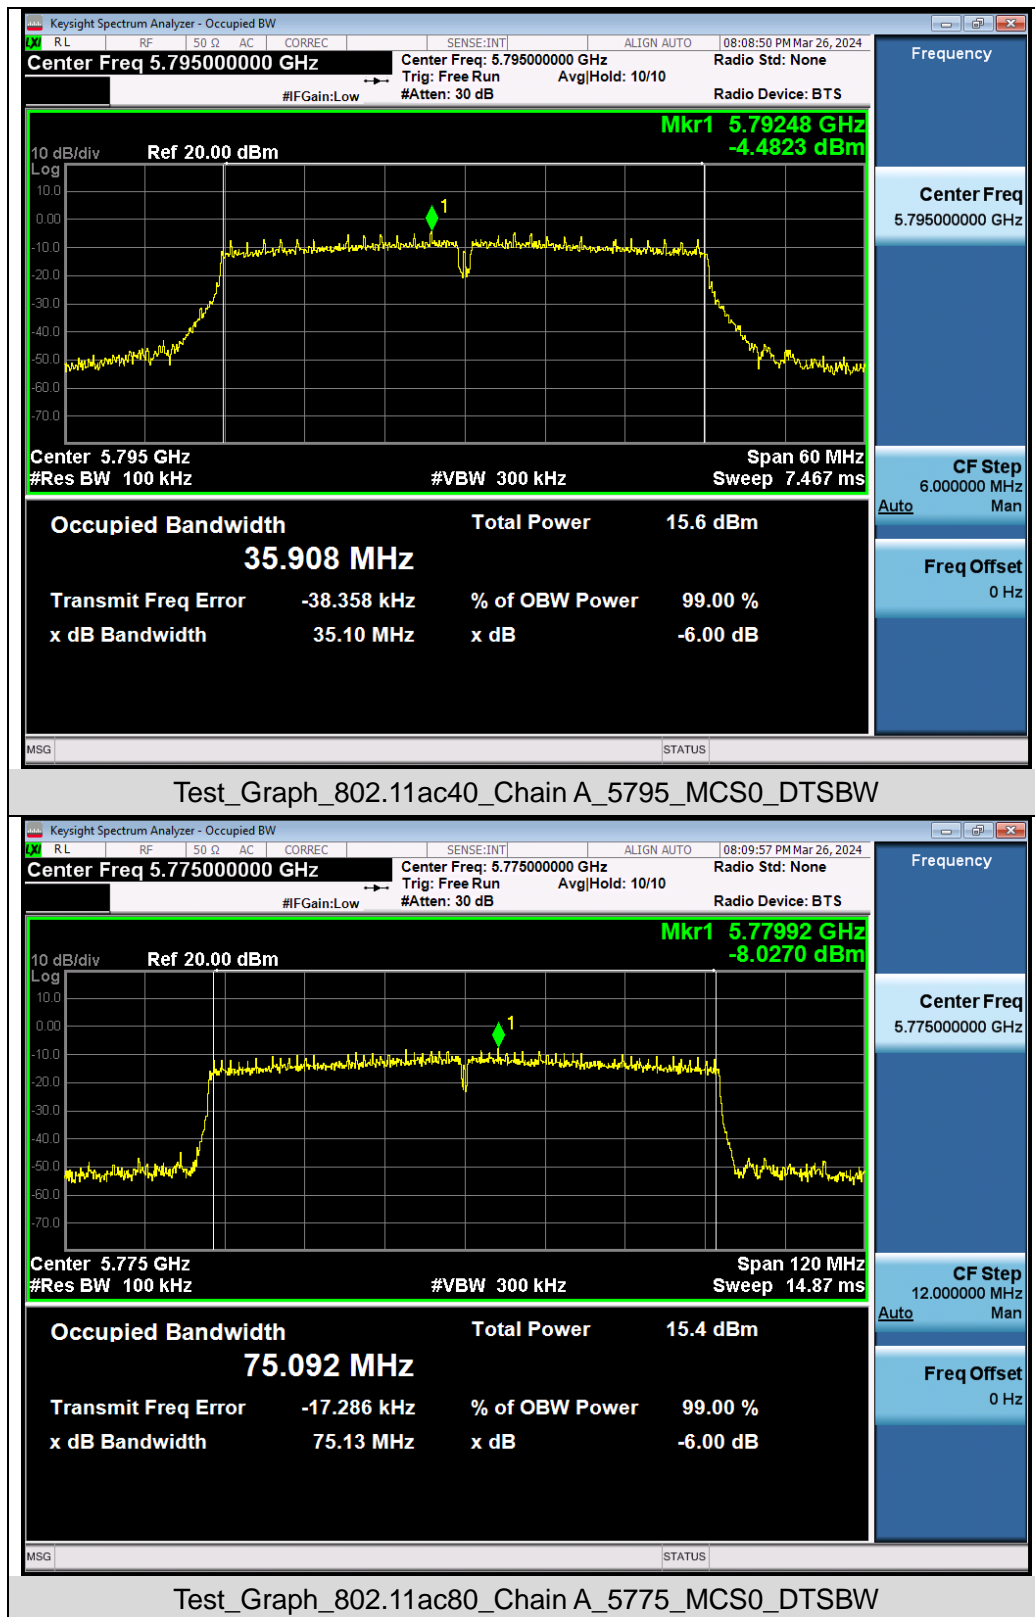 Keysight Spectrum Analyzer - Occupied BW
LXI RL RF 50 Ω AC CORREC SENSE:INT ALIGN AUTO 08:08:50 PM Mar 26, 2024
Center Freq 5.795000000 GHz
Center Freq: 5.795000000 GHz
Radio Std: None
Trig: Free Run Avg|Hold: 10/10
#IFGain:Low
#Atten: 30 dB
Radio Device: BTS
Frequency
Mkr1 5.79248 GHz
-4.4823 dBm
10 dB/div Ref 20.00 dBm
Log
10.0
0.00
-10.0
-20.0
-30.0
-40.0
-50.0
-60.0
-70.0
1
Center Freq
5.795000000 GHz
Center 5.795 GHz Span 60 MHz
#Res BW 100 kHz #VBW 300 kHz Sweep 7.467 ms
CF Step
6.000000 MHz
Auto Man
Occupied Bandwidth Total Power 15.6 dBm
35.908 MHz
Transmit Freq Error -38.358 kHz % of OBW Power 99.00 %
x dB Bandwidth 35.10 MHz x dB -6.00 dB
Freq Offset
0 Hz
MSG STATUS
Test_Graph_802.11ac40_Chain A_5795_MCS0_DTSBW
Keysight Spectrum Analyzer - Occupied BW
LXI RL RF 50 Ω AC CORREC SENSE:INT ALIGN AUTO 08:09:57 PM Mar 26, 2024
Center Freq 5.775000000 GHz
Center Freq: 5.775000000 GHz
Radio Std: None
Trig: Free Run Avg|Hold: 10/10
#IFGain:Low
#Atten: 30 dB
Radio Device: BTS
Frequency
Mkr1 5.77992 GHz
-8.0270 dBm
10 dB/div Ref 20.00 dBm
Log
10.0
0.00
-10.0
-20.0
-30.0
-40.0
-50.0
-60.0
-70.0
1
Center Freq
5.775000000 GHz
Center 5.775 GHz Span 120 MHz
#Res BW 100 kHz #VBW 300 kHz Sweep 14.87 ms
CF Step
12.000000 MHz
Auto Man
Occupied Bandwidth Total Power 15.4 dBm
75.092 MHz
Transmit Freq Error -17.286 kHz % of OBW Power 99.00 %
x dB Bandwidth 75.13 MHz x dB -6.00 dB
Freq Offset
0 Hz
MSG STATUS
Test_Graph_802.11ac80_Chain A_5775_MCS0_DTSBW